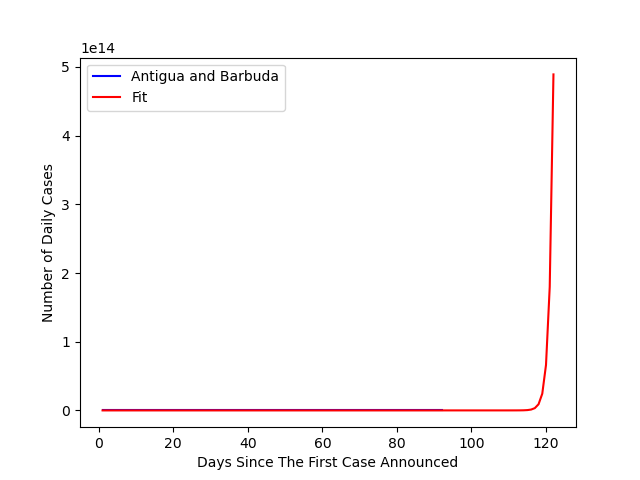 1e14
Antigua and Barbuda
Fit
5
4
3
2
1
0
Number of Daily Cases
0 20 40 60 80 100 120
Days Since The First Case Announced